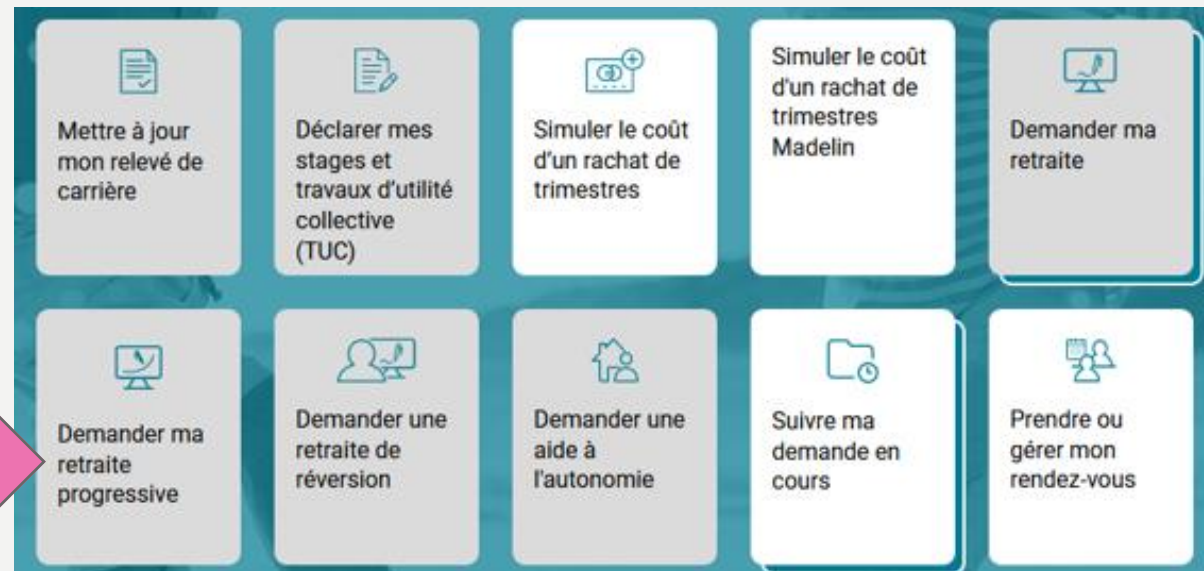 Mettre à jour
mon relevé de
carrière
Déclarer mes
stages et
travaux d'utilité
collective
(TUC)
Simuler le coût
d'un rachat de
trimestres
Simuler le coût
d'un rachat de
trimestres
Madelin
Demander ma
retraite
Demander ma
retraite
progressive
Demander une
retraite de
réversion
Demander une
aide à
l'autonomie
Suivre ma
demande en
cours
Prendre ou
gérer mon
rendez-vous